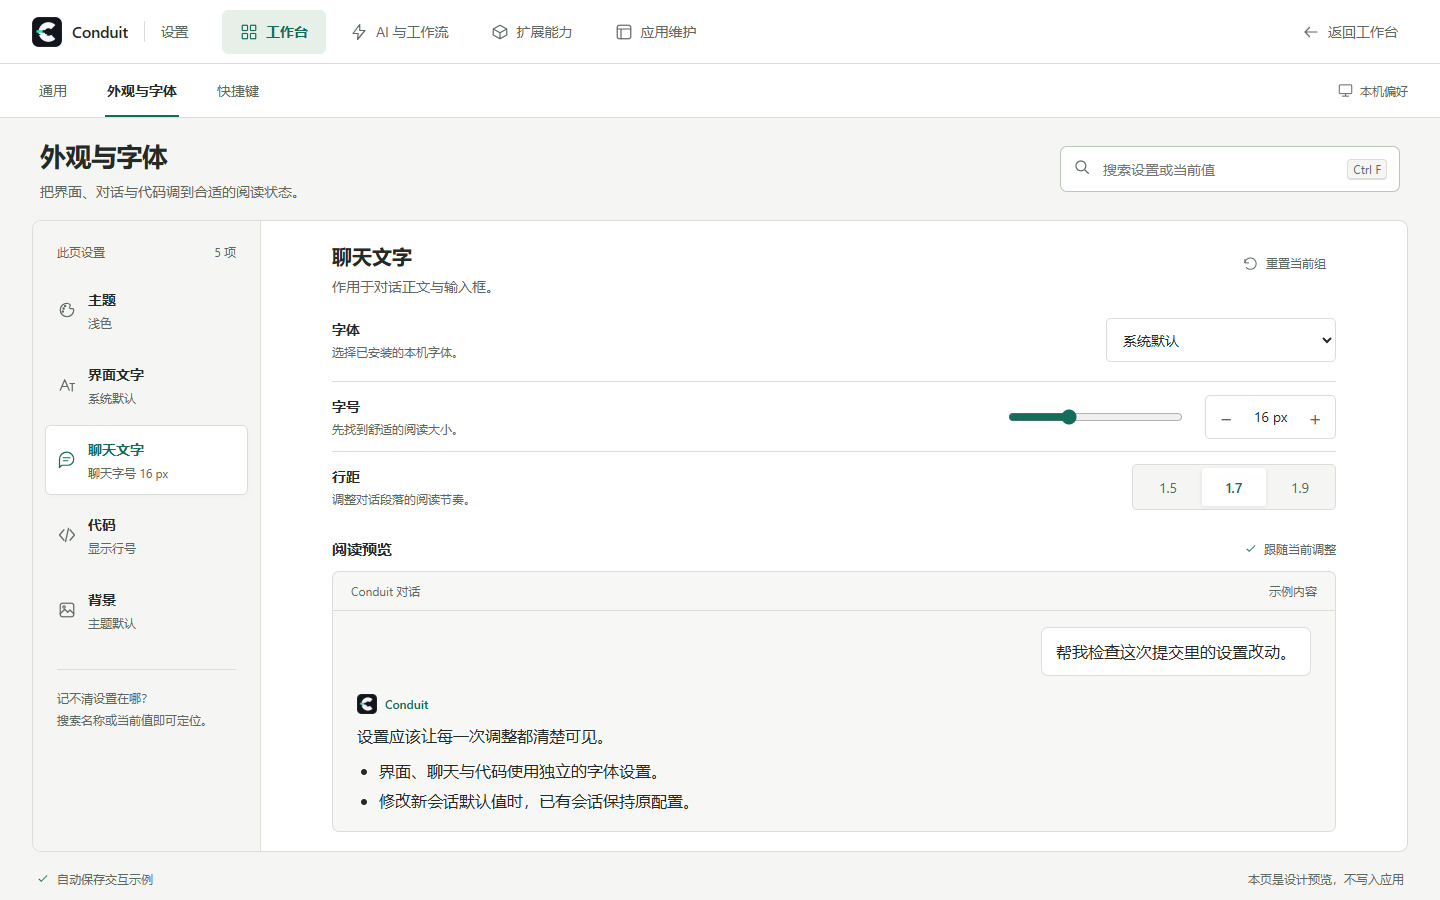 Conduit
设置
工作台
AI 与工作流
扩展能力
应用维护
返回工作台
通用
外观与字体
快捷键
本机偏好
外观与字体
把界面、对话与代码调到合适的阅读状态。
搜索设置或当前值
Ctrl F
此页设置
5 项
主题
浅色
界面文字
系统默认
聊天文字
聊天字号 16 px
代码
显示行号
背景
主题默认
记不清设置在哪?
搜索名称或当前值即可定位。
聊天文字
作用于对话正文与输入框。
重置当前组
字体
选择已安装的本机字体。
系统默认
字号
先找到舒适的阅读大小。
− 16 px +
行距
调整对话段落的阅读节奏。
1.5 1.7 1.9
阅读预览
跟随当前调整
Conduit 对话
示例内容
帮我检查这次提交里的设置改动。
Conduit
设置应该让每一次调整都清楚可见。
• 界面、聊天与代码使用独立的字体设置。
• 修改新会话默认值时，已有会话保持原配置。
自动保存交互示例
本页是设计预览，不写入应用